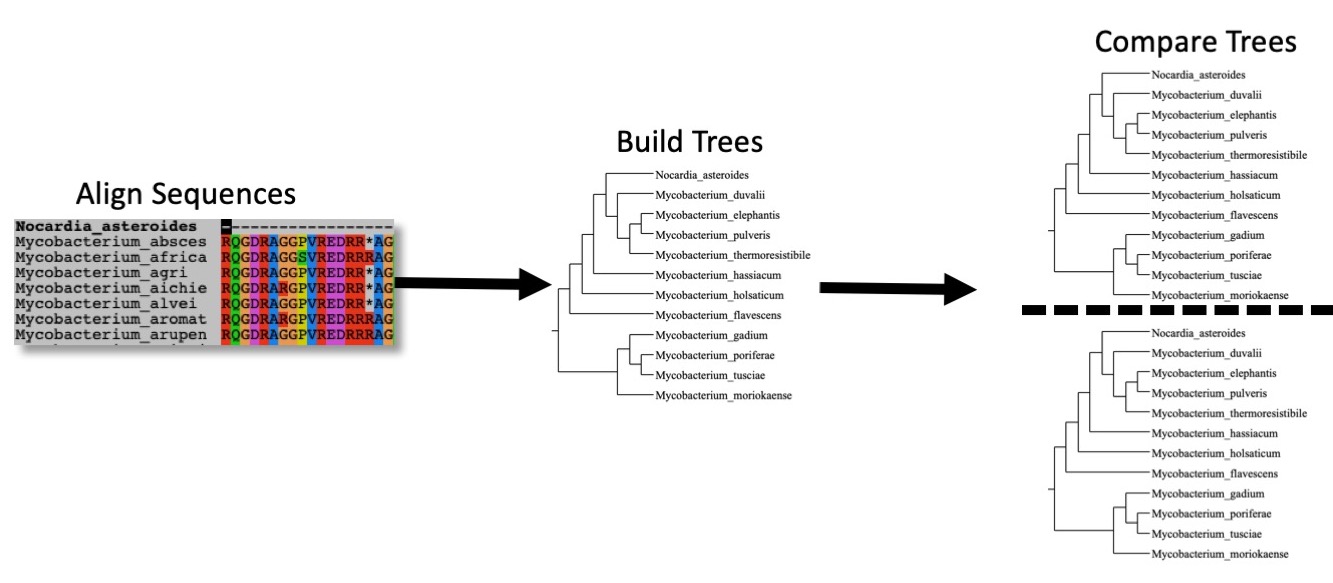 Align Sequences
Nocardia_asteroides -------------------
Mycobacterium_absces RQGDRAGGPVREDRR*AG
Mycobacterium_africa RQGDRAGGSVREDRRRAG
Mycobacterium_agri RQGDRAGGPVREDRR*AG
Mycobacterium_aichie RQGDRARGPVREDRR*AG
Mycobacterium_alvei RQGDRAGGPVREDRR*AG
Mycobacterium_aromat RQGDRARGPVREDRRRAG
Mycobacterium_arupen RQGDRAGGPVREDRRRAG
Build Trees
Nocardia_asteroides
Mycobacterium_duvalii
Mycobacterium_elephantis
Mycobacterium_pulveris
Mycobacterium_thermoresistibile
Mycobacterium_hassiacum
Mycobacterium_holsaticum
Mycobacterium_flavescens
Mycobacterium_gadium
Mycobacterium_poriferae
Mycobacterium_tusciae
Mycobacterium_moriokaense
Compare Trees
Nocardia_asteroides
Mycobacterium_duvalii
Mycobacterium_elephantis
Mycobacterium_pulveris
Mycobacterium_thermoresistibile
Mycobacterium_hassiacum
Mycobacterium_holsaticum
Mycobacterium_flavescens
Mycobacterium_gadium
Mycobacterium_poriferae
Mycobacterium_tusciae
Mycobacterium_moriokaense
Nocardia_asteroides
Mycobacterium_duvalii
Mycobacterium_elephantis
Mycobacterium_pulveris
Mycobacterium_thermoresistibile
Mycobacterium_hassiacum
Mycobacterium_holsaticum
Mycobacterium_flavescens
Mycobacterium_gadium
Mycobacterium_poriferae
Mycobacterium_tusciae
Mycobacterium_moriokaense